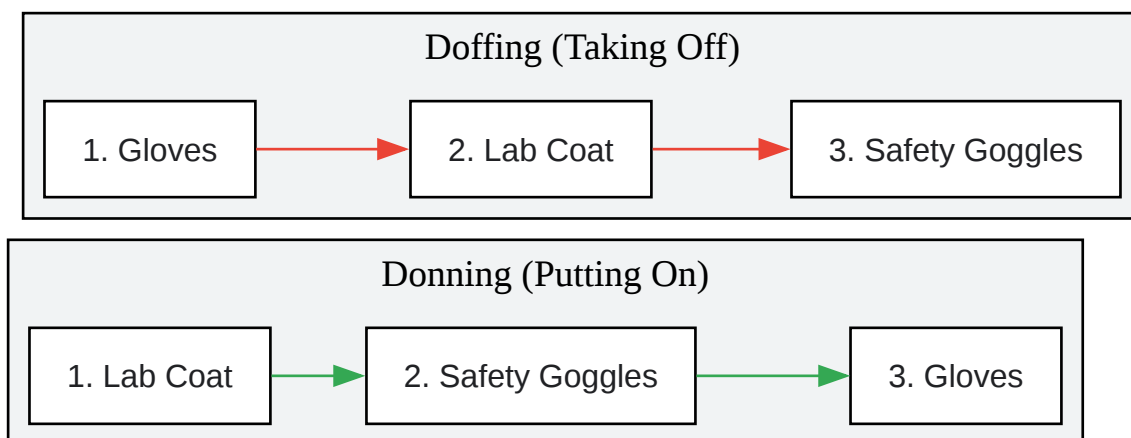 Doffing (Taking Off)
1. Gloves
2. Lab Coat
3. Safety Goggles
Donning (Putting On)
1. Lab Coat
2. Safety Goggles
3. Gloves